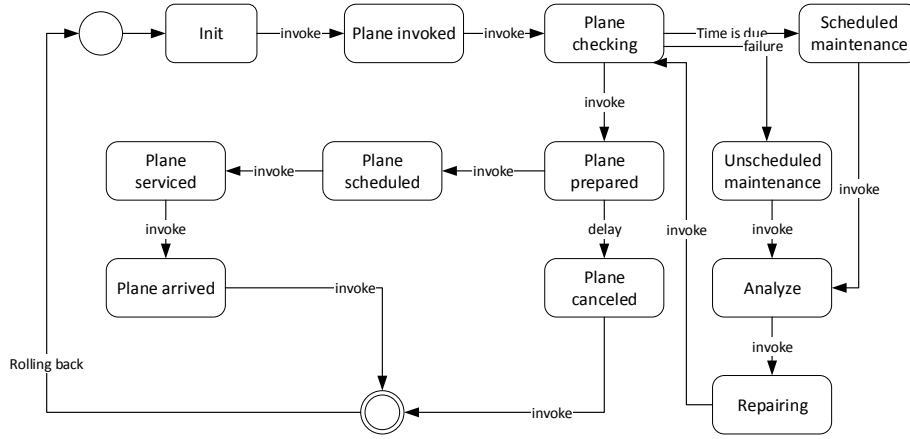 Init
invoke
Plane invoked
invoke
Plane
checking
Time is due
failure
Scheduled
maintenance
invoke
Plane
serviced
invoke
Plane
scheduled
invoke
Plane
prepared
Unscheduled
maintenance
invoke
invoke
delay
invoke
invoke
Plane arrived
invoke
Plane
canceled
Analyze
Rolling back
invoke
invoke
Repairing